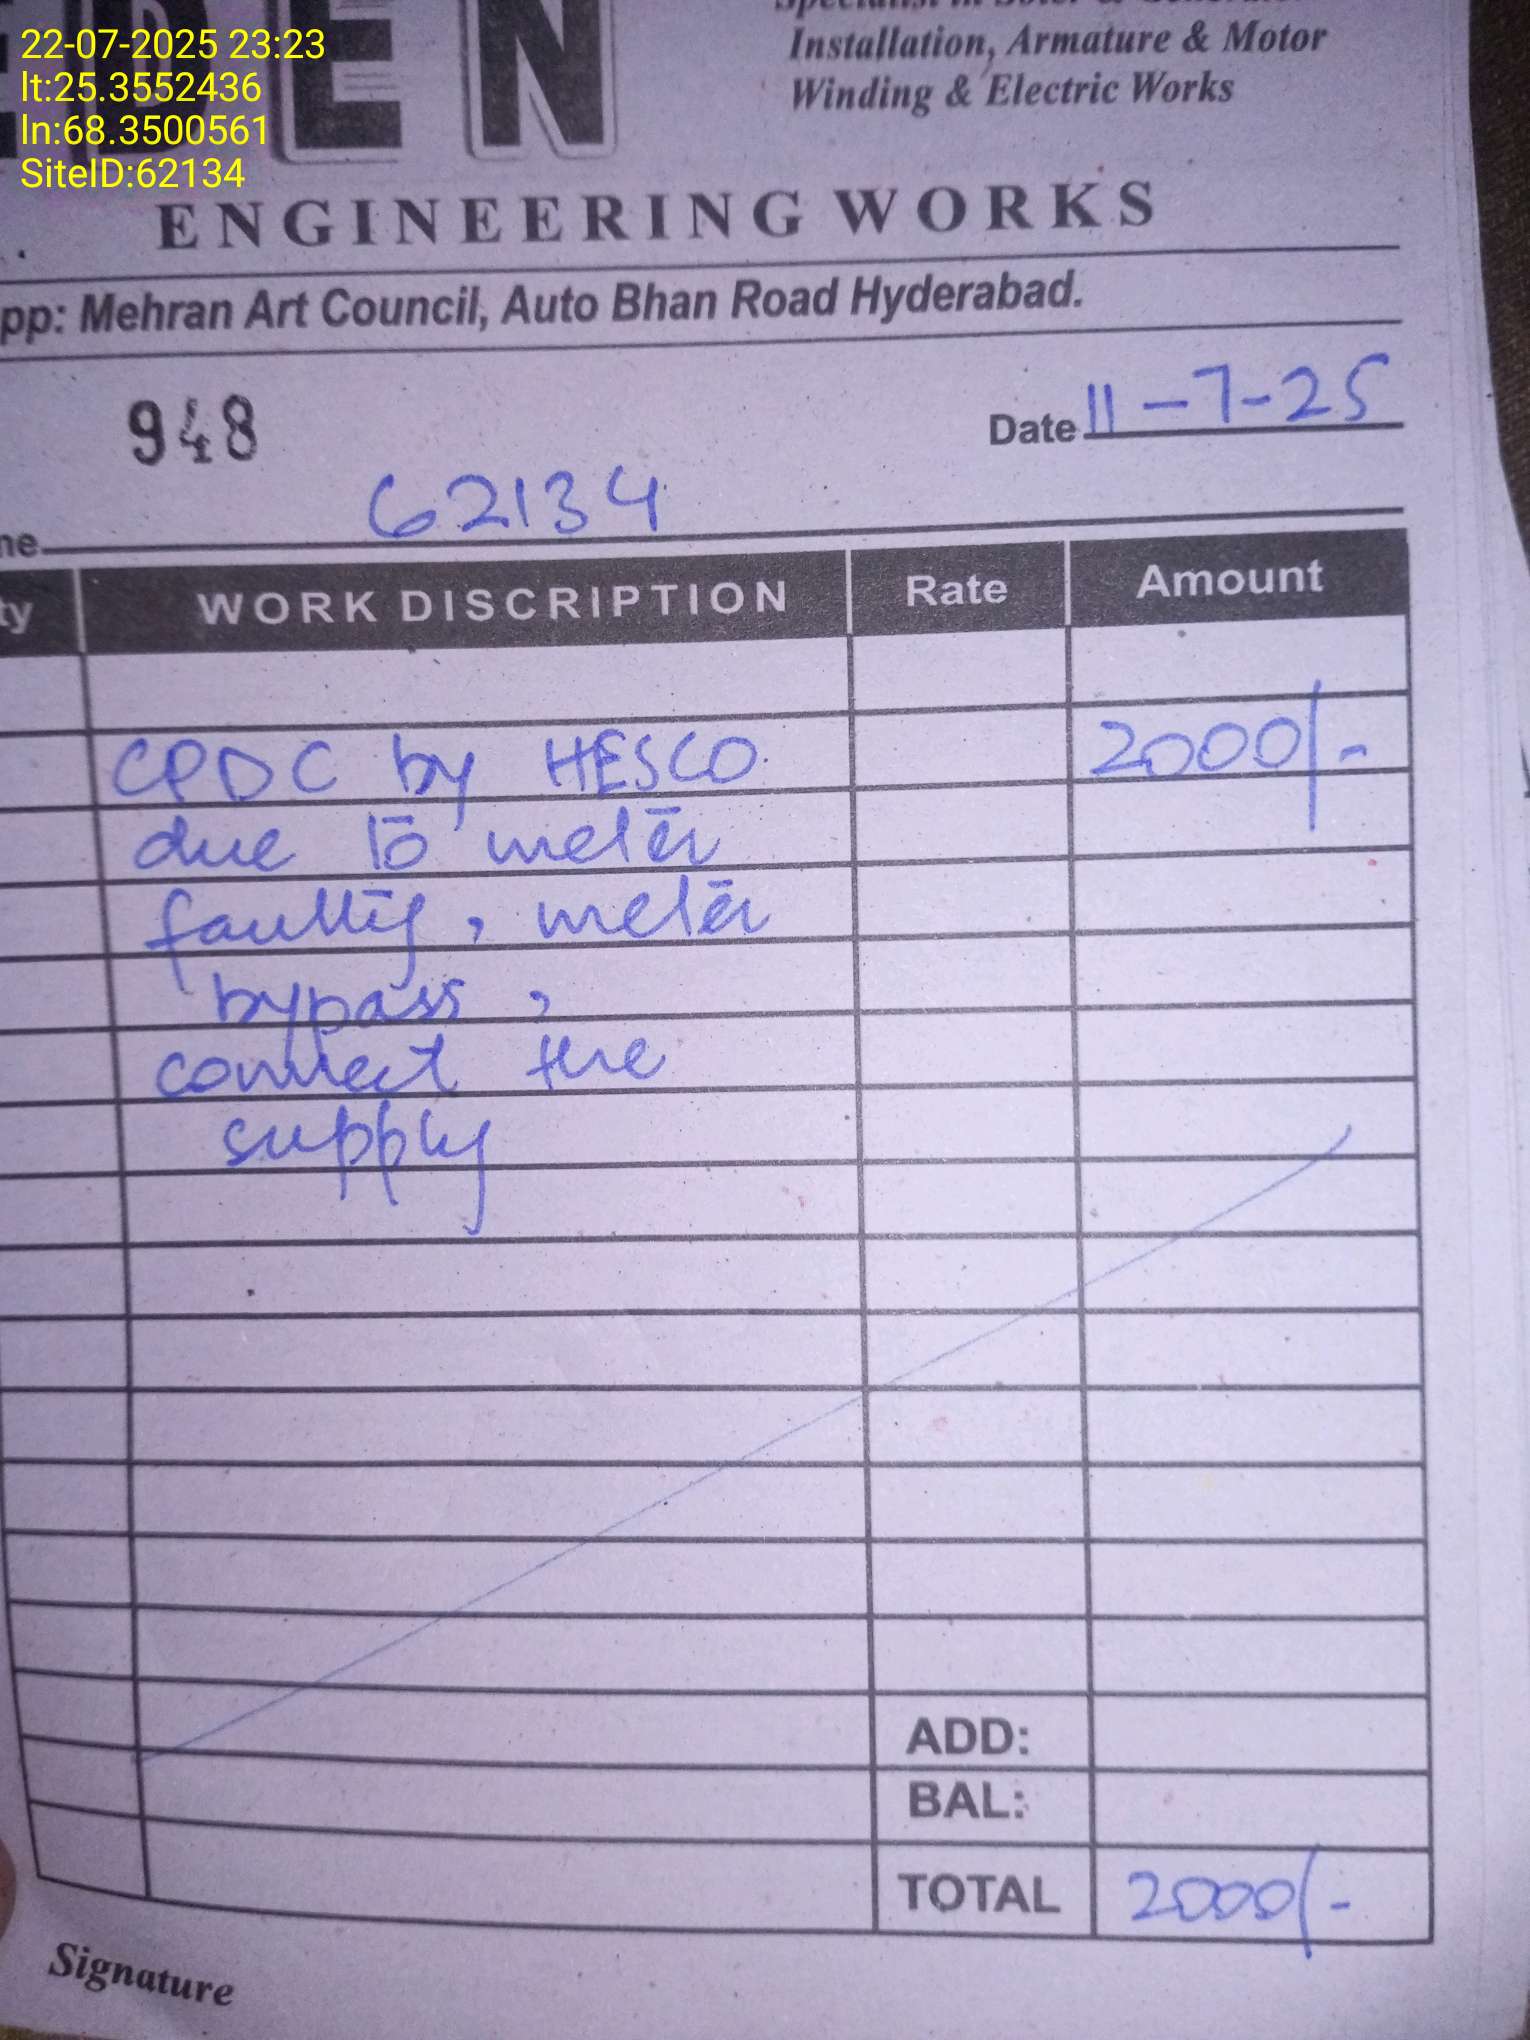 22-07-2025 23:23
lt:25.3552436
ln:68.3500561
SiteID:62134
EDEN
Installation, Armature & Motor
Winding & Electric Works
ENGINEERING WORKS
pp: Mehran Art Council, Auto Bhan Road Hyderabad.
948
Date 11-7-25
me 62134
ty WORK DISCRIPTION Rate Amount
CPDC by HESCO 2000/-
due to meter
faulty, meter
bypass,
connect the
supply
ADD:
BAL:
TOTAL 2000/-
Signature